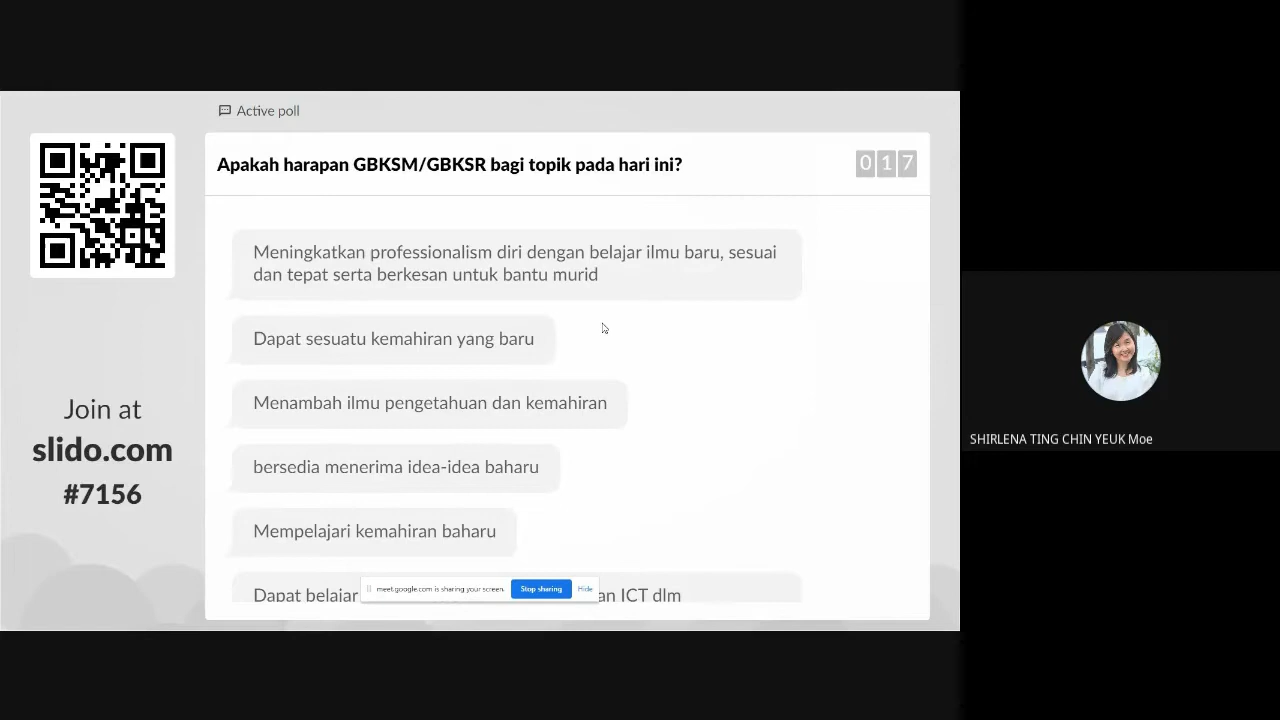 Active poll
Apakah harapan GBKSM/GBKSR bagi topik pada hari ini?
017
Meningkatkan professionalism diri dengan belajar ilmu baru, sesuai
dan tepat serta berkesan untuk bantu murid
Dapat sesuatu kemahiran yang baru
Menambah ilmu pengetahuan dan kemahiran
bersedia menerima idea-idea baharu
Mempelajari kemahiran baharu
Dapat belajar
an ICT dlm
meet.google.com is sharing your screen.
Stop sharing
Hide
Join at
slido.com
#7156
SHIRLENA TING CHIN YEUK Moe